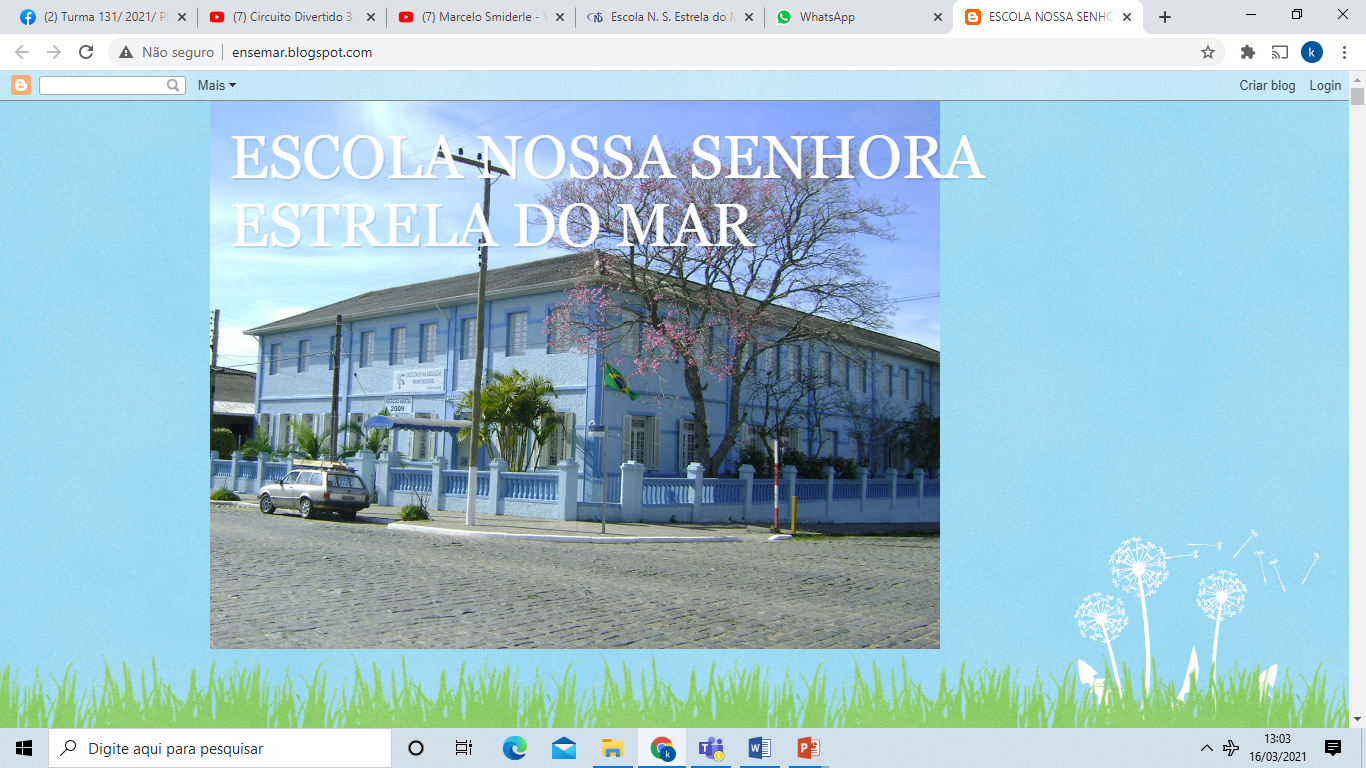 (2) Turma 131/ 2021/ P
(7) Circuito Divertido 3
(7) Marcelo Smiderle - Y
Escola N. S. Estrela do M
WhatsApp
ESCOLA NOSSA SENHO
Não seguro
ensemar.blogspot.com
k
Mais
Criar blog
Login
ESCOLA NOSSA SENHORA
ESTRELA DO MAR
2009
Digite aqui para pesquisar
13:03
16/03/2021